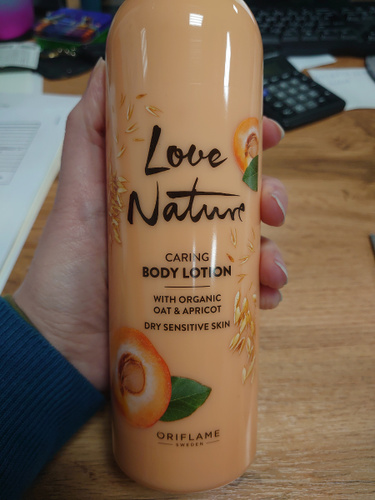 Love
Nature
CARING
BODY LOTION
WITH ORGANIC
OAT & APRICOT
DRY SENSITIVE SKIN
ORIFLAME
SWEDEN